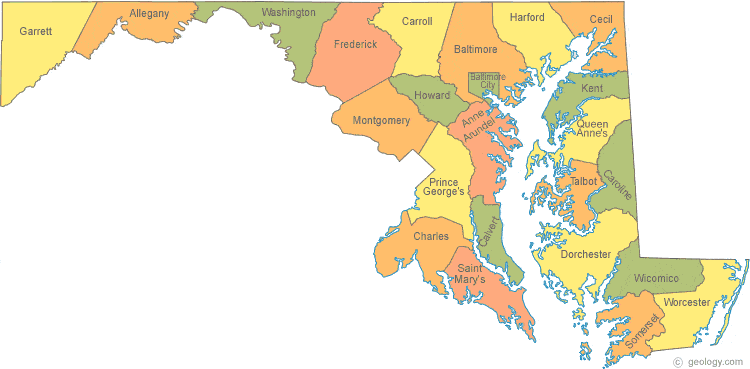 Garrett
Allegany
Washington
Frederick
Carroll
Baltimore
Harford
Cecil
Baltimore
City
Howard
Kent
Montgomery
Anne
Arundel
Queen
Anne's
Prince
George's
Talbot
Caroline
Calvert
Charles
Saint
Mary's
Dorchester
Wicomico
Worcester
Somerset
© geology.com